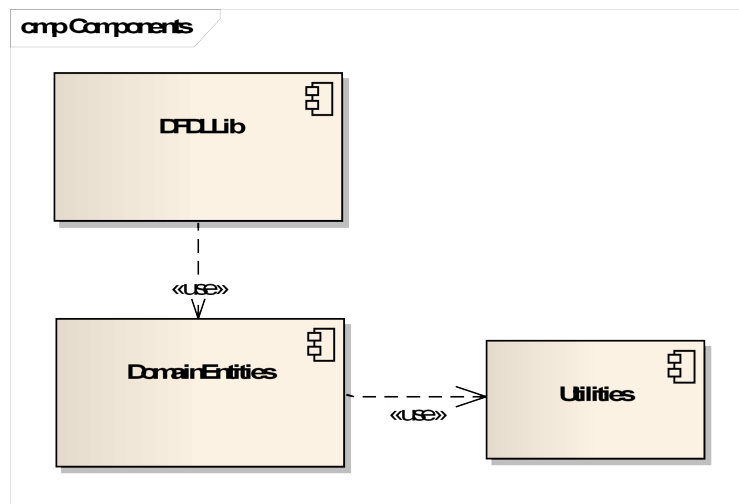 cmp Components
DFDLLib
«use»
DomainEntities
Utilities
«use»